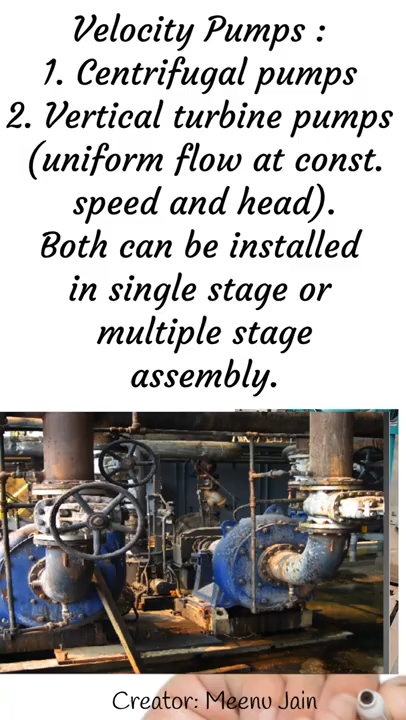 Velocity Pumps :
1. Centrifugal pumps
2. Vertical turbine pumps
(uniform flow at const.
speed and head).
Both can be installed
in single stage or
multiple stage
assembly.
Creator: Meenu Jain